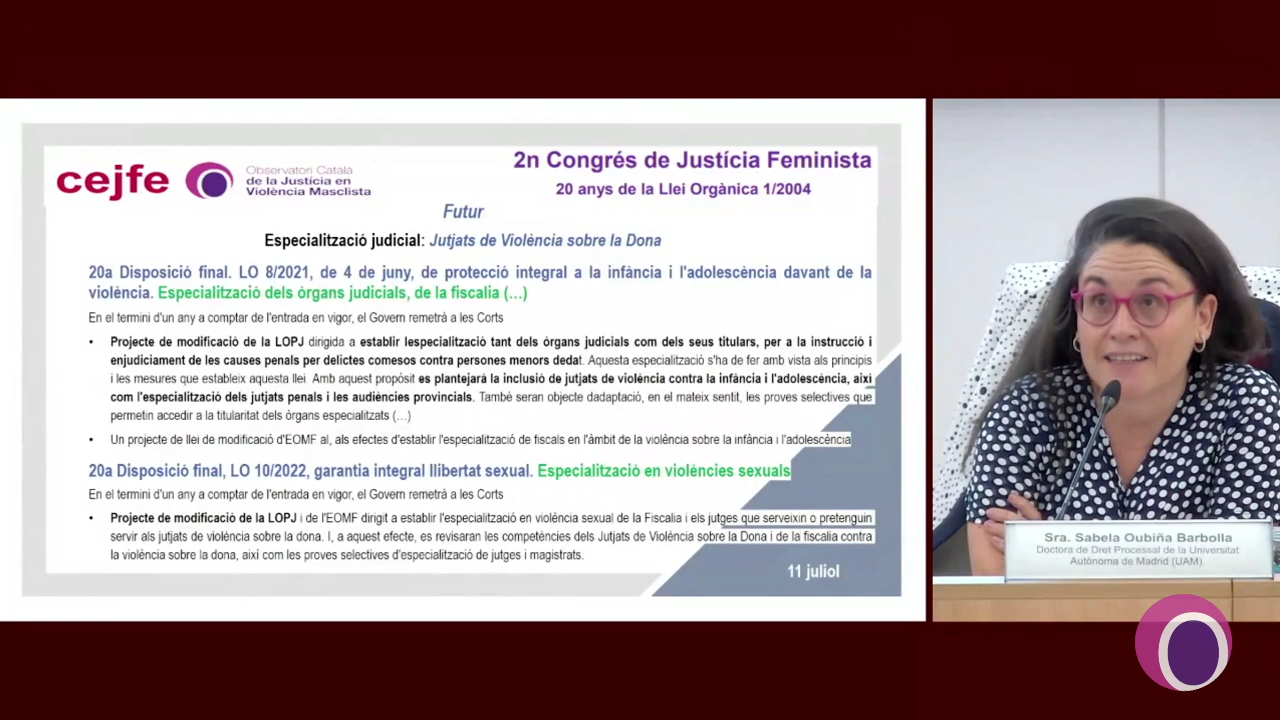 cejfe
Observatori Català
de la Justícia en
Violència Masclista
2n Congrés de Justícia Feminista
20 anys de la Llei Orgànica 1/2004
Futur
Especialització judicial: Jutjats de Violència sobre la Dona
20a Disposició final. LO 8/2021, de 4 de juny, de protecció integral a la infància i l'adolescència davant de la
violència. Especialització dels órgans judicials, de la fiscalia (…)
En el termini d'un any a comptar de l'entrada en vigor, el Govern remetrà a les Corts
• Projecte de modificació de la LOPJ dirigida a establir lespecialització tant dels òrgans judicials com dels seus titulars, per a la instrucció i
enjudiciament de les causes penals per delictes comesos contra persones menors dedat. Aquesta especialització s'ha de fer amb vista als principis
i les mesures que estableix aquesta llei. Amb aquest propòsit es plantejarà la inclusió de jutjats de violència contra la infància i l'adolescència, així
com l'especialització dels jutjats penals i les audiències provincials. També seran objecte dadaptació, en el mateix sentit, les proves selectives que
permetin accedir a la titularitat dels òrgans especialitzats (…)
• Un projecte de llei de modificació d'EOMF al, als efectes d'establir l'especialització de fiscals en l'àmbit de la violència sobre la infància i l'adolescència
20a Disposició final, LO 10/2022, garantia integral llibertat sexual. Especialització en violències sexuals
En el termini d'un any a comptar de l'entrada en vigor, el Govern remetrà a les Corts
• Projecte de modificació de la LOPJ i de l'EOMF dirigit a establir l'especialització en violència sexual de la Fiscalia i els jutges que serveixin o pretenguin
servir als jutjats de violència sobre la dona. I, a aquest efecte, es revisaran les competències dels Jutjats de Violència sobre la Dona i de la fiscalia contra
la violència sobre la dona, així com les proves selectives d'especialització de jutges i magistrats.
11 juliol
Sra. Sabela Oubiña Barbolla
Doctora de Dret Processal de la Universitat
Autònoma de Madrid (UAM)